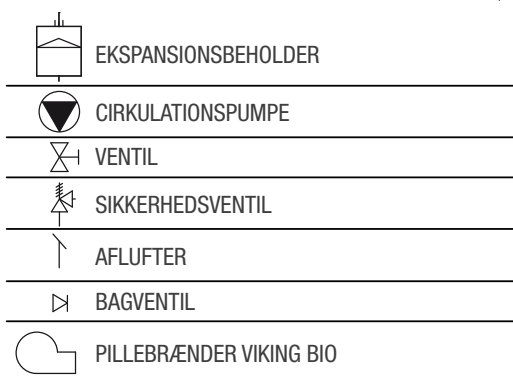 EKSPANSIONSBEHOLDER
CIRKULATIONSPUMPE
VENTIL
SIKKERHEDSVENTIL
AFLUFTER
BAGVENTIL
PILLEBRÆNDER VIKING BIO